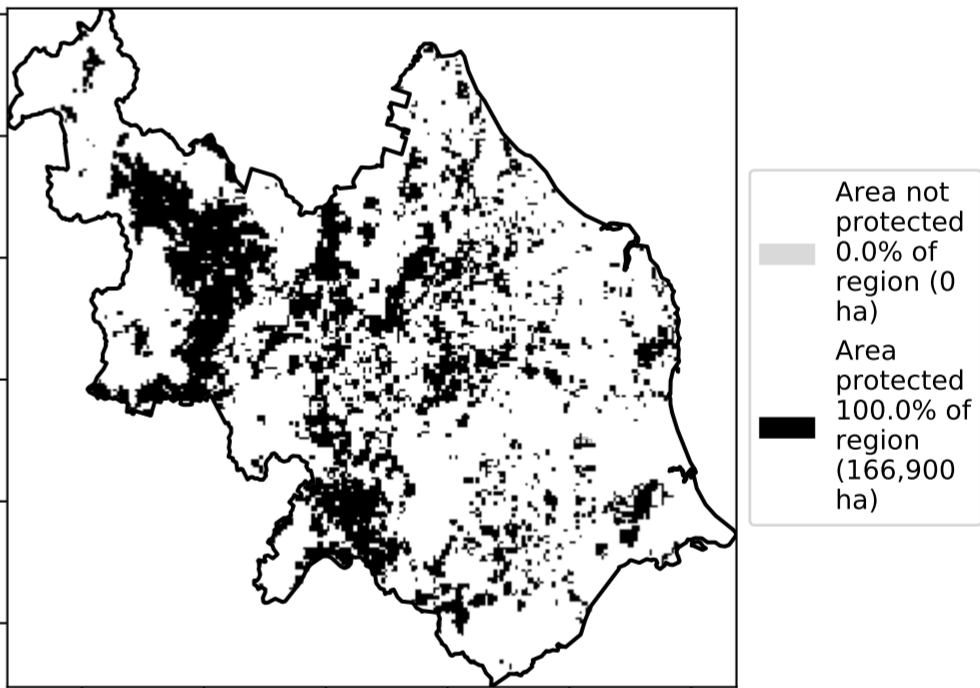 Area not
protected
0.0% of
region (0
ha)
Area
protected
100.0% of
region
(166,900
ha)